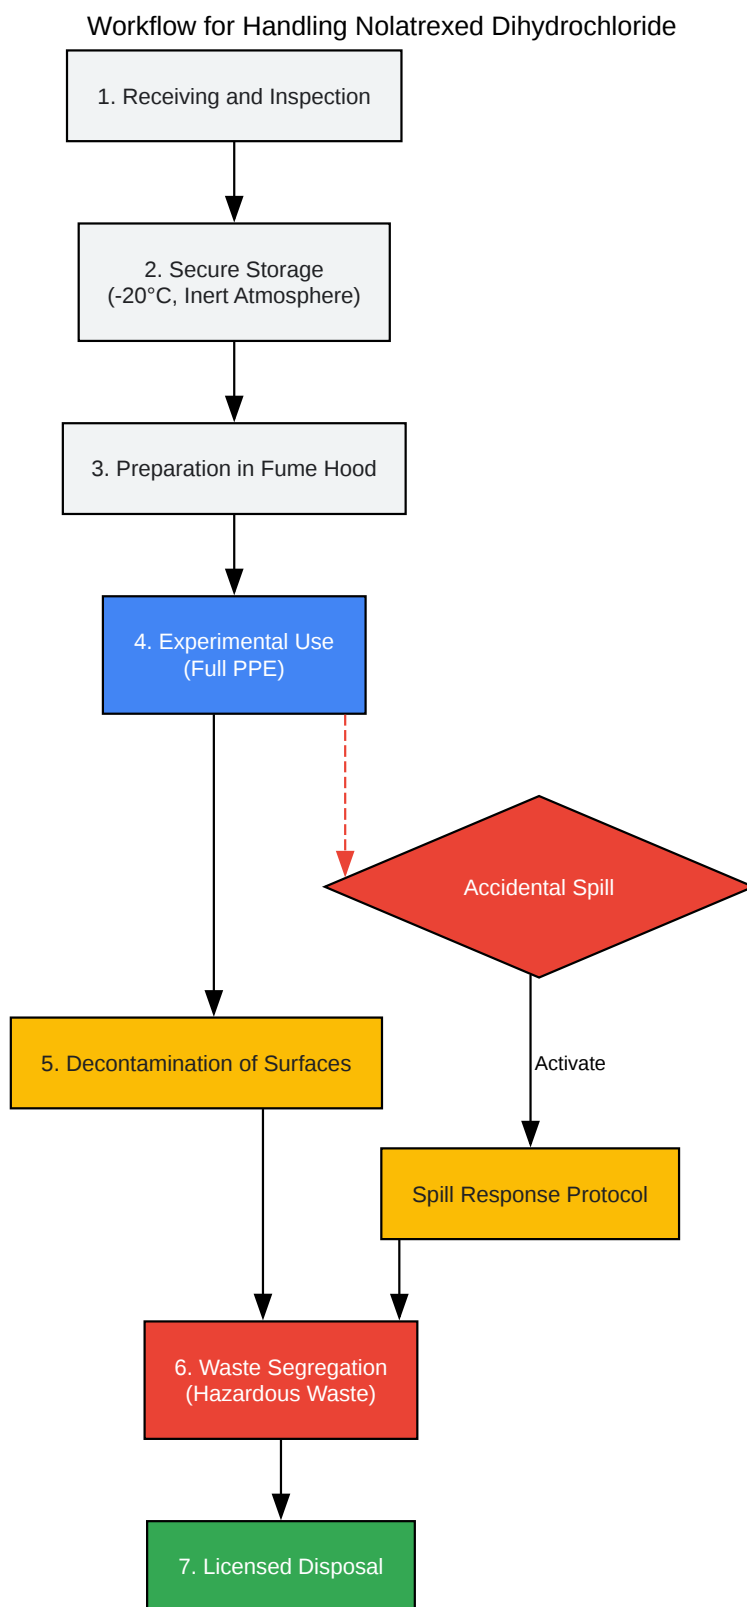 Workflow for Handling Nolatrexed Dihydrochloride
1. Receiving and Inspection
2. Secure Storage
(-20°C, Inert Atmosphere)
3. Preparation in Fume Hood
4. Experimental Use
(Full PPE)
Accidental Spill
5. Decontamination of Surfaces
Activate
Spill Response Protocol
6. Waste Segregation
(Hazardous Waste)
7. Licensed Disposal